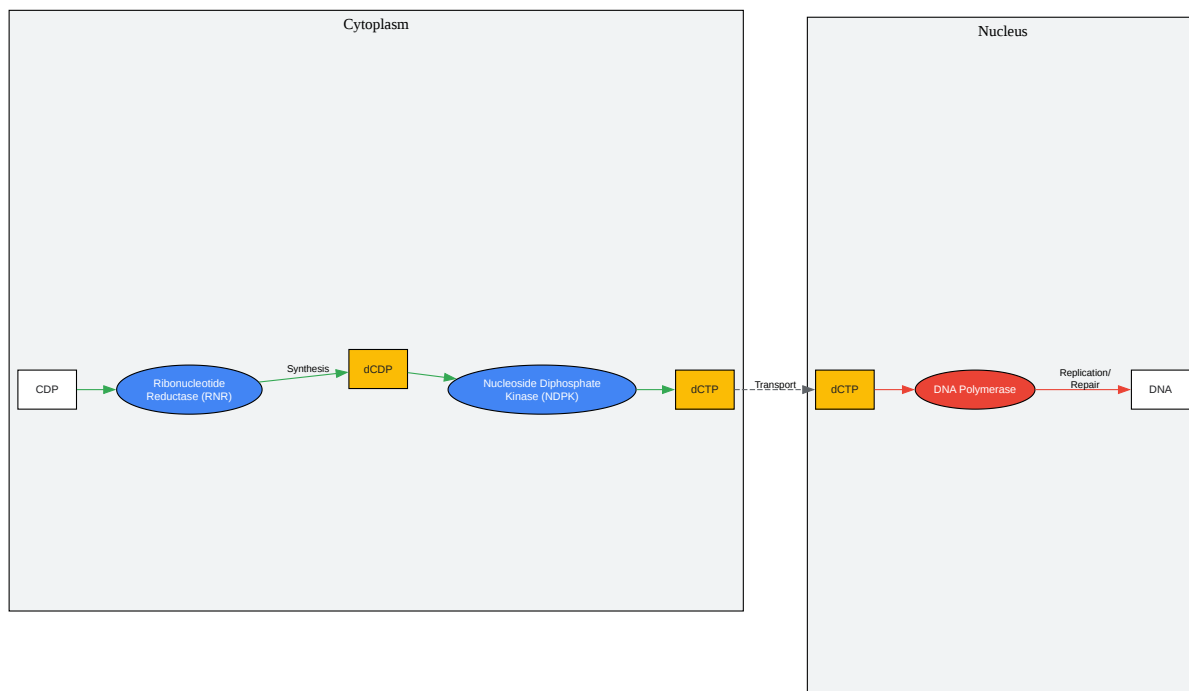 Cytoplasm
Nucleus
CDP
Ribonucleotide
Reductase (RNR)
Synthesis
dCDP
Nucleoside Diphosphate
Kinase (NDPK)
dCTP
Transport
dCTP
DNA Polymerase
Replication/
Repair
DNA